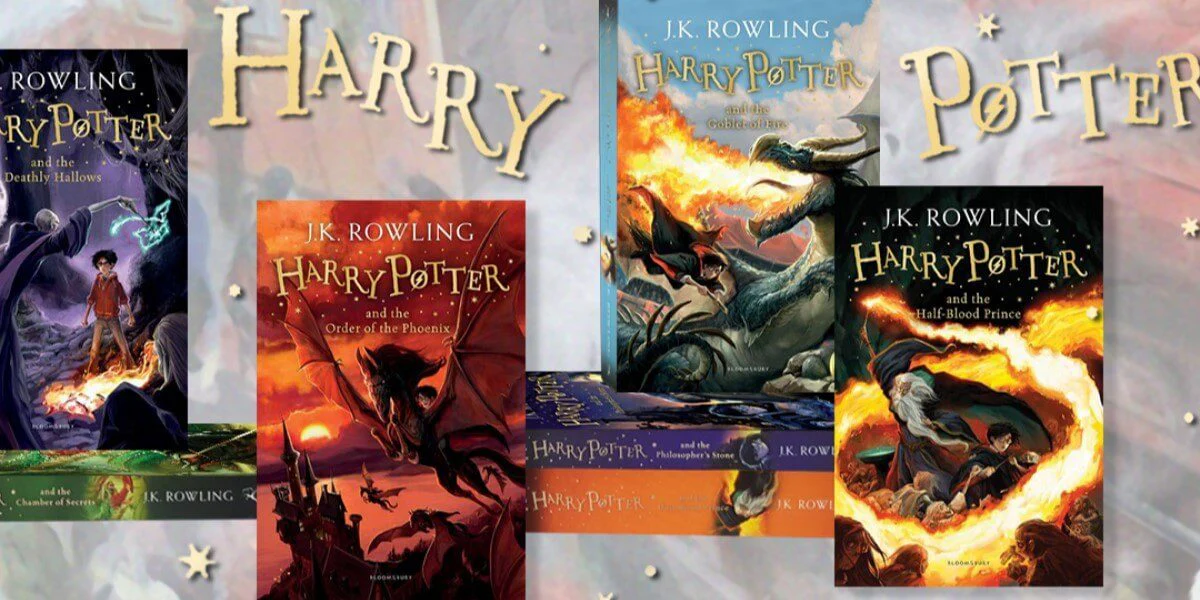 HARRY
POTTER
ROWLING
RRY POTTER
and the
Deathly Hallows
BLOOMSBURY
J.K. ROWLING
HARRY POTTER
and the
Order of the Phoenix
BLOOMSBURY
J.K. ROWLING
HARRY POTTER
and the
Goblet of Fire
BLOOMSBURY
J.K. ROWLING
HARRY POTTER
and the
Half-Blood Prince
BLOOMSBURY
and the
Chamber of Secrets
J.K. ROWLING
HARRY POTTER
and the
Philosopher's Stone
J.K. ROWL
HARRY POTTER
J.K. ROWL